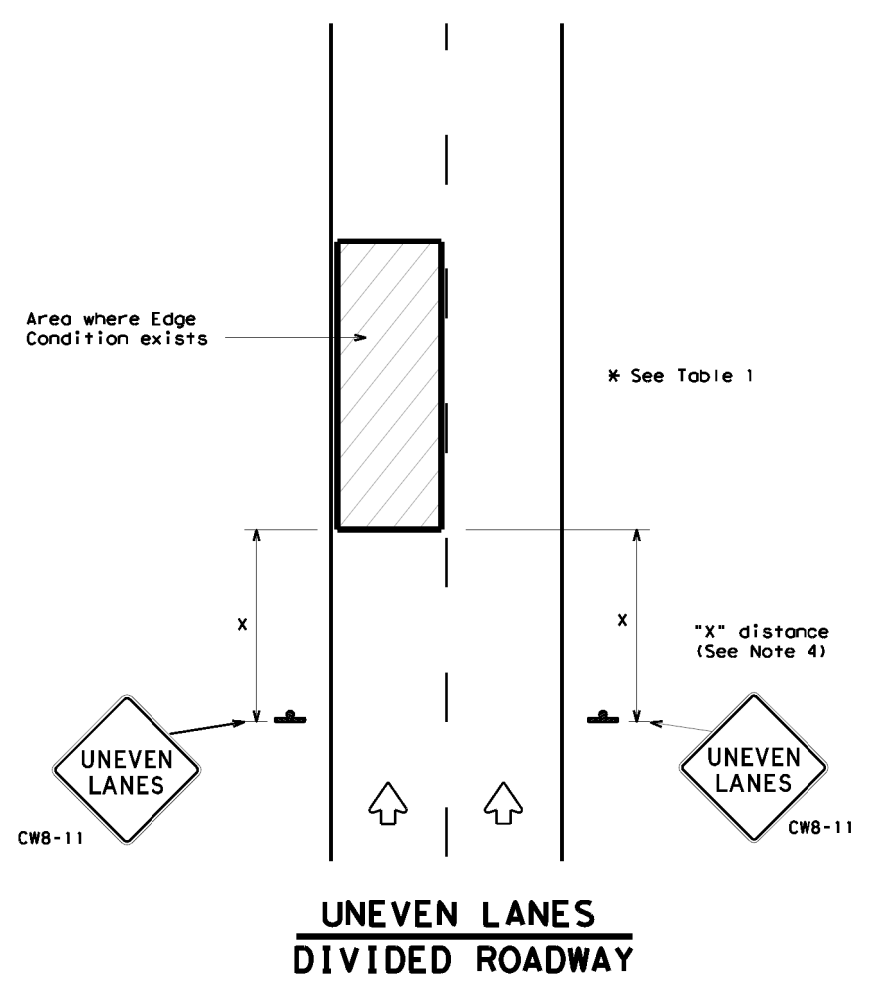 Area where Edge
Condition exists
* See Table 1
X
X
"X" distance
(See Note 4)
UNEVEN
LANES
CW8-11
UNEVEN
LANES
CW8-11
UNEVEN LANES
DIVIDED ROADWAY